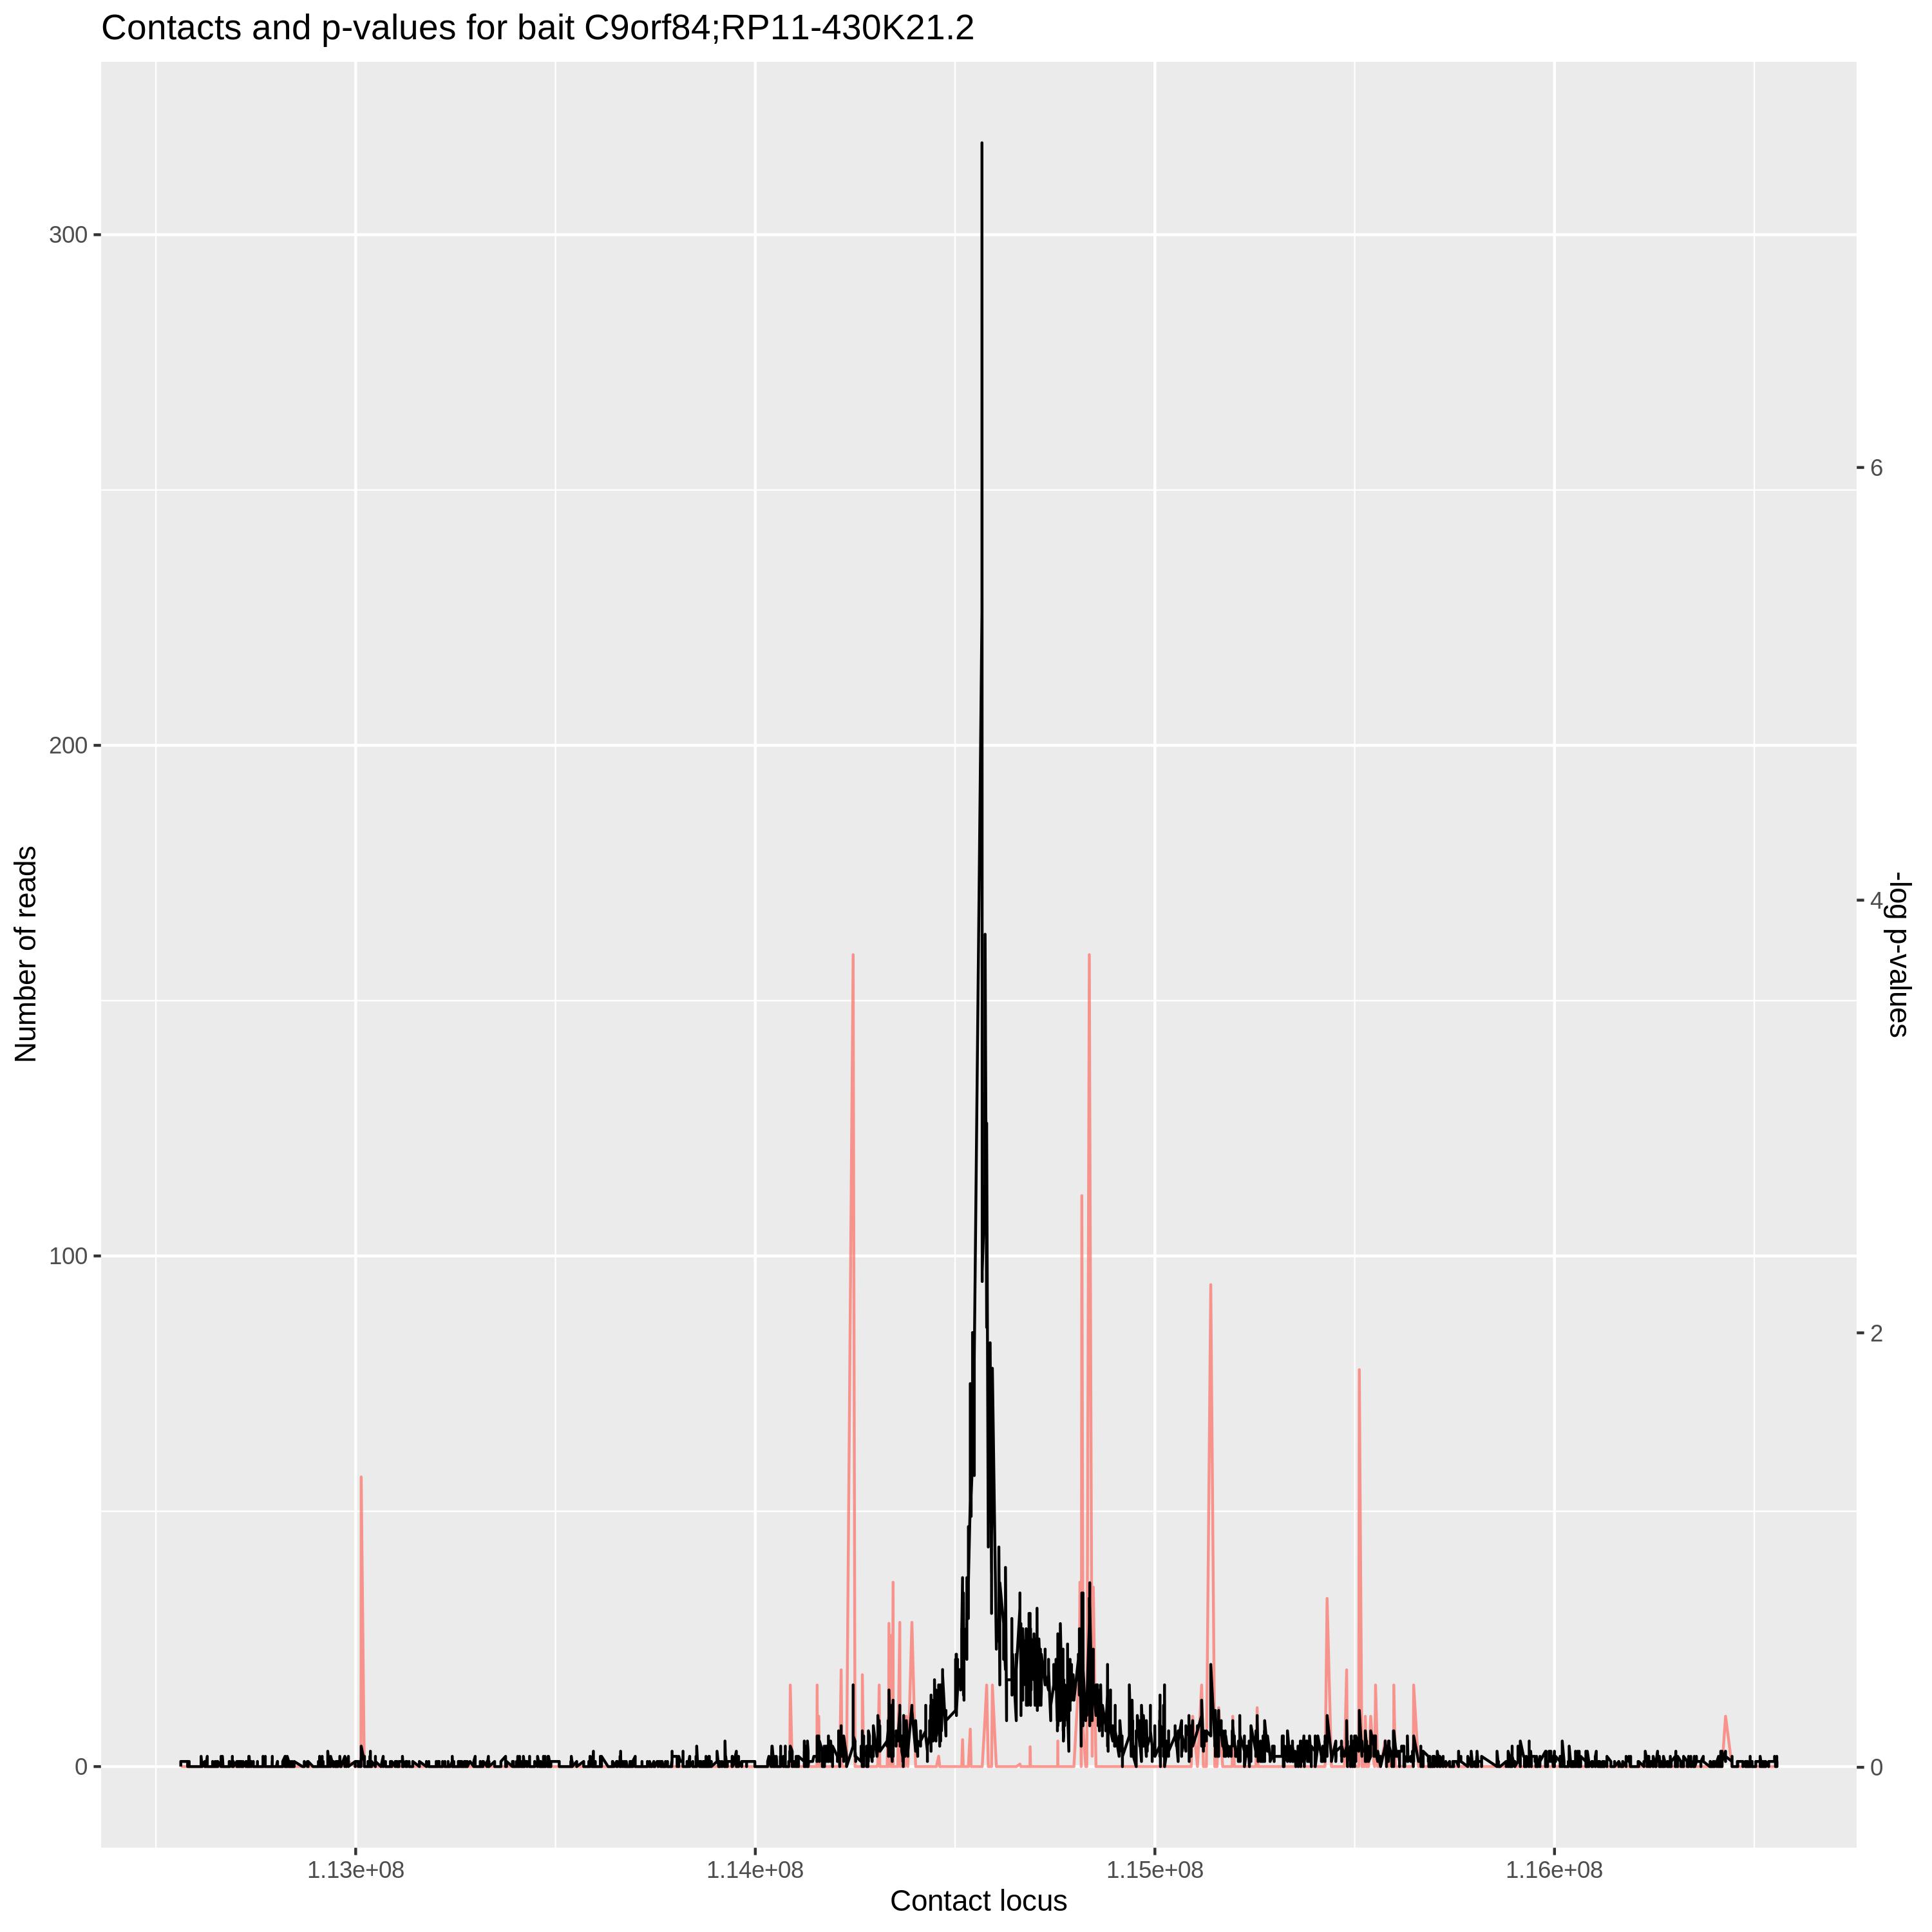 Contacts and p-values for bait C9orf84;RP11-430K21.2
300
200
100
0
Number of reads
6
4
2
0
-log p-values
1.13e+08
1.14e+08
1.15e+08
1.16e+08
Contact locus